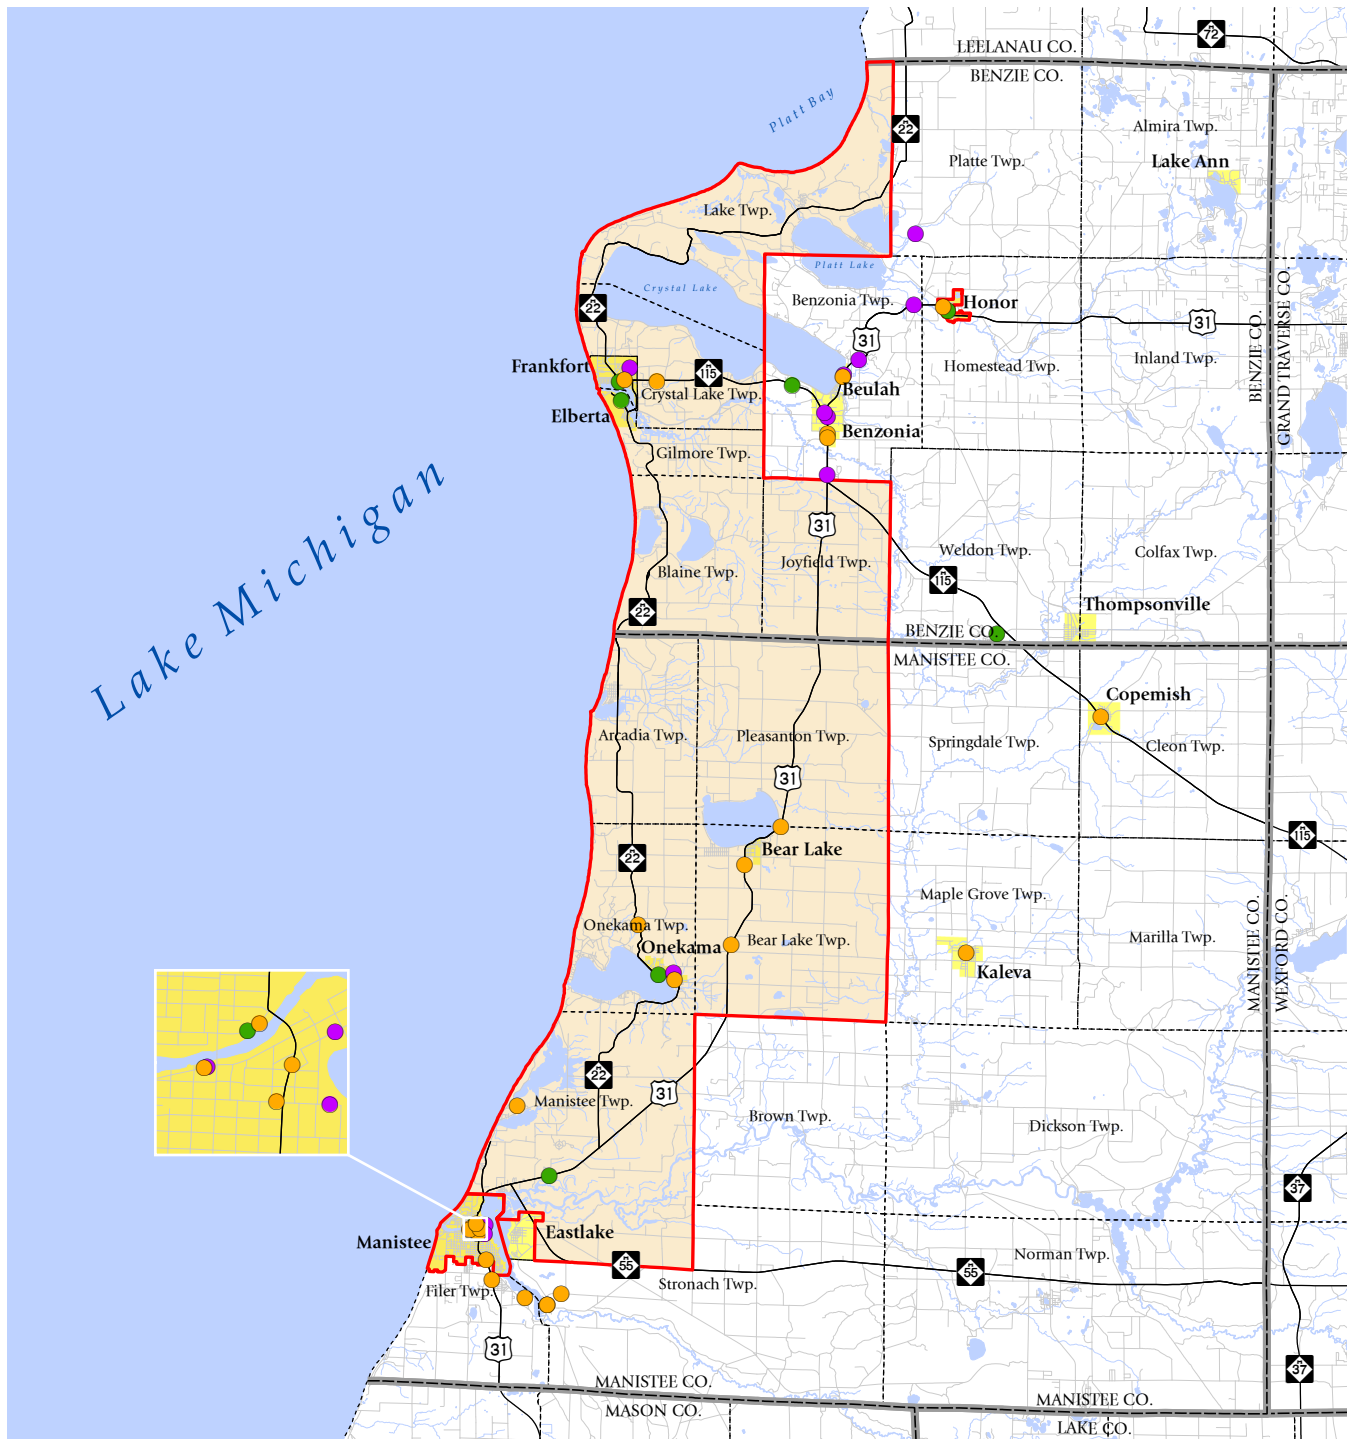 M 72
LEELANAU CO.
BENZIE CO.
Platt Bay
M 22
Almira Twp.
Platte Twp.
Lake Ann
Lake Twp.
Platt Lake
Crystal Lake
Benzonia Twp.
Honor
M 22
31
31
BENZIE CO.
GRAND TRAVERSE CO.
Frankfort
M 115
Homestead Twp.
Inland Twp.
Crystal Lake Twp.
Beulah
Elberta
Benzonia
Gilmore Twp.
Lake Michigan
31
Weldon Twp.
Colfax Twp.
Blaine Twp.
Joyfield Twp.
M 115
M 22
Thompsonville
BENZIE CO.
MANISTEE CO.
Copemish
Arcadia Twp.
Pleasanton Twp.
Springdale Twp.
Cleon Twp.
31
M 115
M 22
Bear Lake
Maple Grove Twp.
MANISTEE CO.
WEXFORD CO.
Onekama Twp.
Onekama
Bear Lake Twp.
Marilla Twp.
Kaleva
M 22
31
Manistee Twp.
Brown Twp.
Dickson Twp.
M 37
Manistee
Eastlake
M 55
M 55
Norman Twp.
Stronach Twp.
Filer Twp.
31
M 37
MANISTEE CO.
MASON CO.
MANISTEE CO.
LAKE CO.